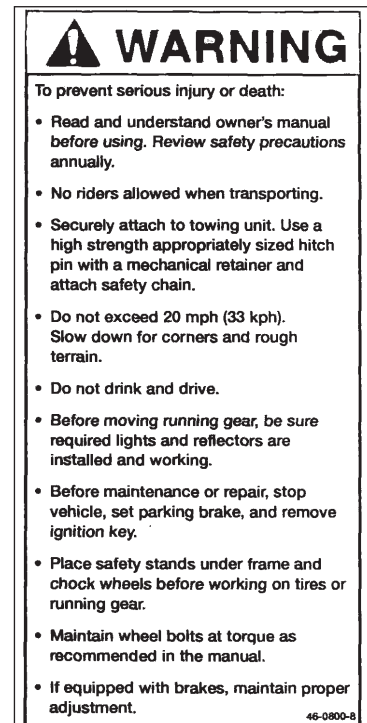 WARNING
To prevent serious injury or death:
• Read and understand owner's manual
before using. Review safety precautions
annually.
• No riders allowed when transporting.
• Securely attach to towing unit. Use a
high strength appropriately sized hitch
pin with a mechanical retainer and
attach safety chain.
• Do not exceed 20 mph (33 kph).
Slow down for corners and rough
terrain.
• Do not drink and drive.
• Before moving running gear, be sure
required lights and reflectors are
installed and working.
• Before maintenance or repair, stop
vehicle, set parking brake, and remove
ignition key.
• Place safety stands under frame and
chock wheels before working on tires or
running gear.
• Maintain wheel bolts at torque as
recommended in the manual.
• If equipped with brakes, maintain proper
adjustment.
46-0800-8